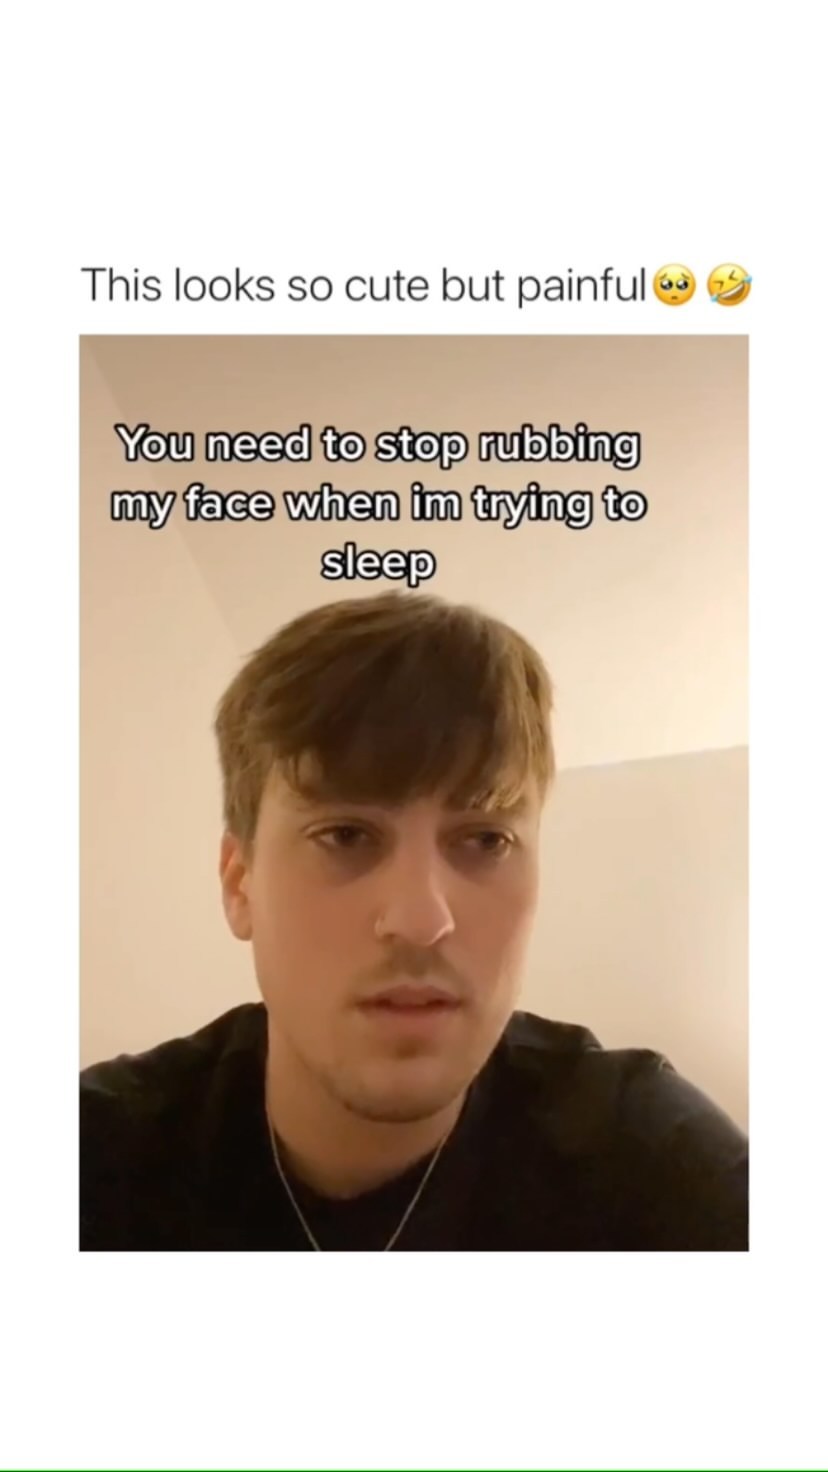 This looks so cute but painful🥺🤣
You need to stop rubbing
my face when im trying to
sleep